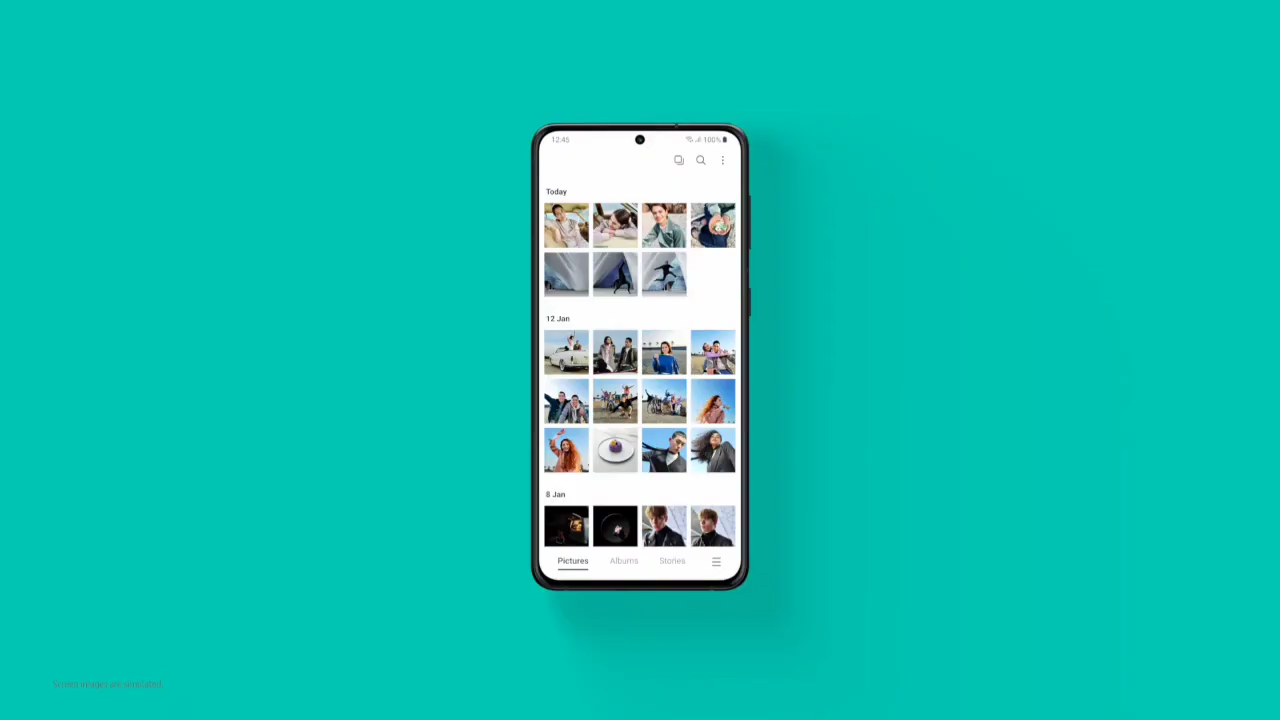 12:45
100%
Today
12 Jan
8 Jan
Pictures Albums Stories
Screen images are simulated.